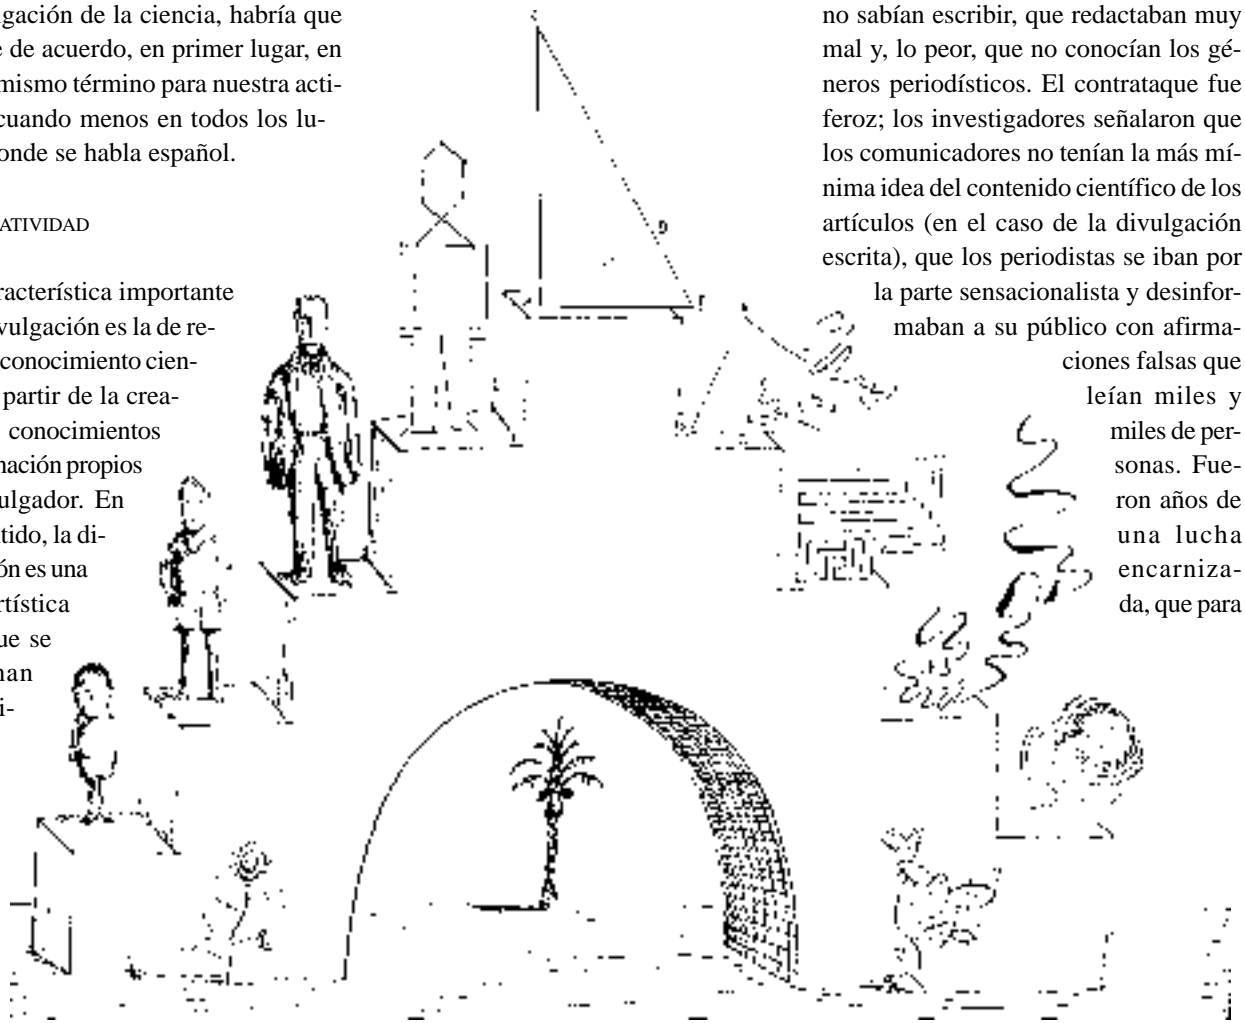 gación de la ciencia, habría que
de acuerdo, en primer lugar, en
mismo término para nuestra acti-
cuando menos en todos los lu-
onde se habla español.
ATIVIDAD
racterística importante
vulgación es la de re-
conocimiento cien-
partir de la crea-
conocimientos
mación propios
ulgador. En
tido, la di-
ón es una
rtística
ue se
nan
i-
no sabían escribir, que redactaban muy
mal y, lo peor, que no conocían los gé-
neros periodísticos. El contrataque fue
feroz; los investigadores señalaron que
los comunicadores no tenían la más mí-
nima idea del contenido científico de los
artículos (en el caso de la divulgación
escrita), que los periodistas se iban por
la parte sensacionalista y desinfor-
maban a su público con afirma-
ciones falsas que
leían miles y
miles de per-
sonas. Fue-
ron años de
una lucha
encarniza-
da, que para